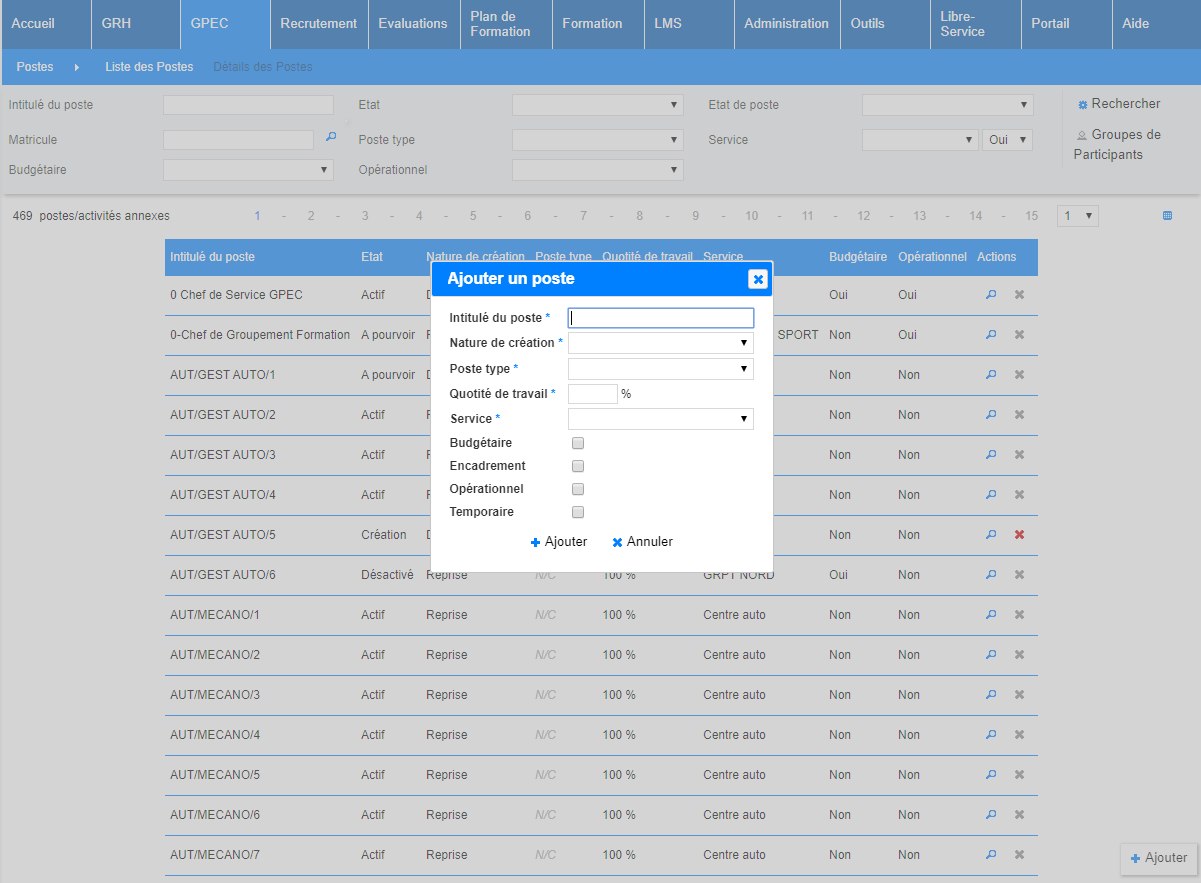 Accueil GRH GPEC Recrutement Evaluations Plan de Formation Formation LMS Administration Outils Libre-Service Portail Aide
Postes Liste des Postes Détails des Postes
Intitulé du poste Etat Etat de poste Rechercher
Matricule Poste type Service Oui Groupes de Participants
Budgétaire Opérationnel
469 postes/activités annexes 1 - 2 - 3 - 4 - 5 - 6 - 7 - 8 - 9 - 10 - 11 - 12 - 13 - 14 - 15 1
Intitulé du poste Etat Nature de création Poste type Quotité de travail Service Budgétaire Opérationnel Actions
Ajouter un poste
Intitulé du poste *
Nature de création *
Poste type *
Quotité de travail * %
Service *
Budgétaire
Encadrement
Opérationnel
Temporaire
Ajouter Annuler
0 Chef de Service GPEC Actif Oui Oui
0-Chef de Groupement Formation A pourvoir SPORT Non Oui
AUT/GEST AUTO/1 A pourvoir Non Non
AUT/GEST AUTO/2 Actif Non Non
AUT/GEST AUTO/3 Actif Non Non
AUT/GEST AUTO/4 Actif Non Non
AUT/GEST AUTO/5 Création Non Non
AUT/GEST AUTO/6 Désactivé Reprise N/C 100 % GRPT NORD Oui Non
AUT/MECANO/1 Actif Reprise N/C 100 % Centre auto Non Non
AUT/MECANO/2 Actif Reprise N/C 100 % Centre auto Non Non
AUT/MECANO/3 Actif Reprise N/C 100 % Centre auto Non Non
AUT/MECANO/4 Actif Reprise N/C 100 % Centre auto Non Non
AUT/MECANO/5 Actif Reprise N/C 100 % Centre auto Non Non
AUT/MECANO/6 Actif Reprise N/C 100 % Centre auto Non Non
AUT/MECANO/7 Actif Reprise N/C 100 % Centre auto Non Non
Ajouter